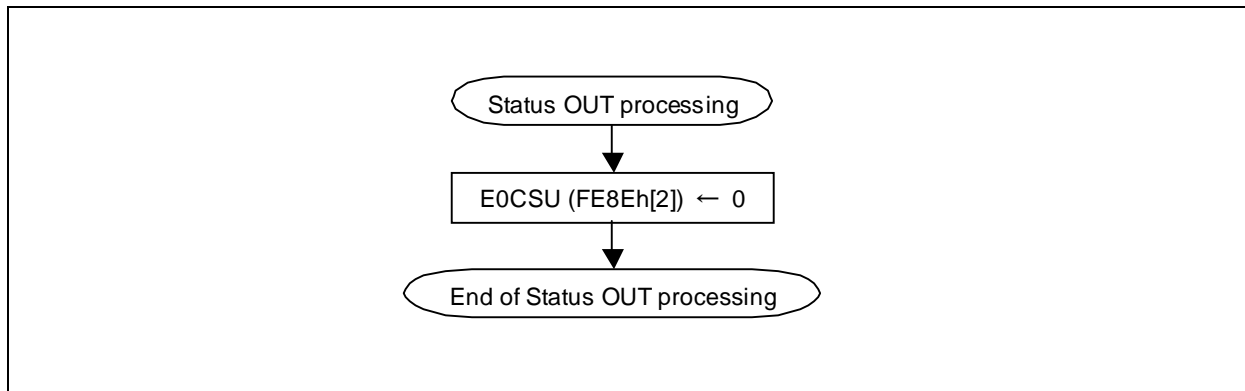 Status OUT processing
E0CSU (FE8Eh[2]) ← 0
End of Status OUT processing